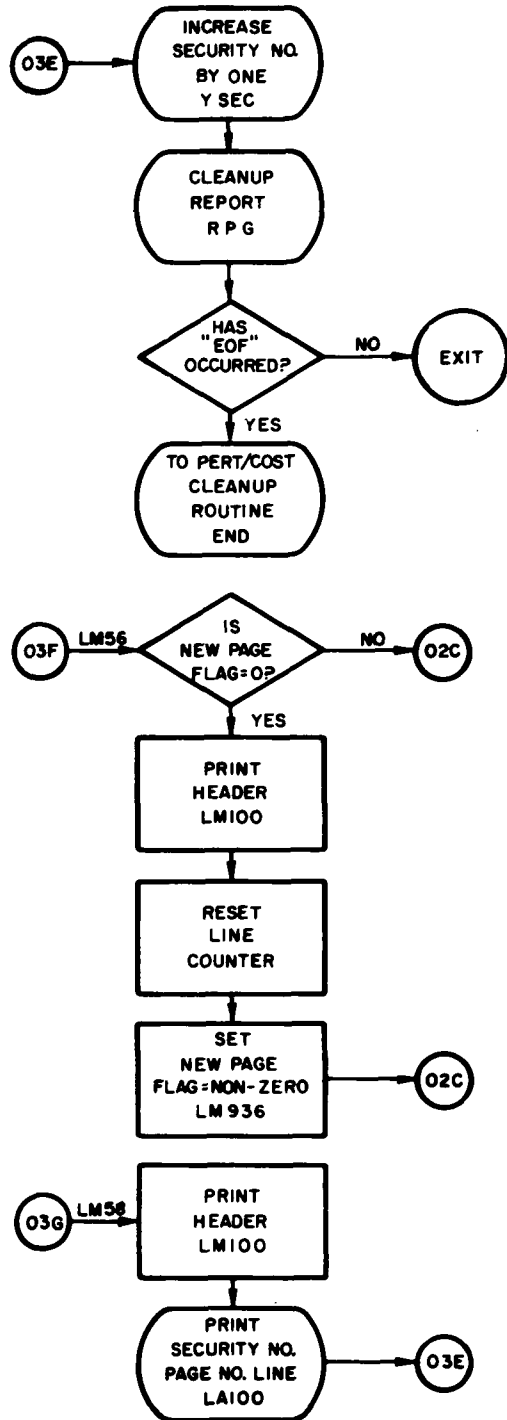 INCREASE
SECURITY NO.
BY ONE
Y SEC
03E
CLEANUP
REPORT
R P G
HAS
"EOF"
OCCURRED?
NO
EXIT
YES
TO PERT/COST
CLEANUP
ROUTINE
END
03F
LM56
IS
NEW PAGE
FLAG=0?
NO
02C
YES
PRINT
HEADER
LM100
RESET
LINE
COUNTER
SET
NEW PAGE
FLAG=NON-ZERO
LM936
02C
03G
LM58
PRINT
HEADER
LM100
PRINT
SECURITY NO.
PAGE NO. LINE
LA100
03E